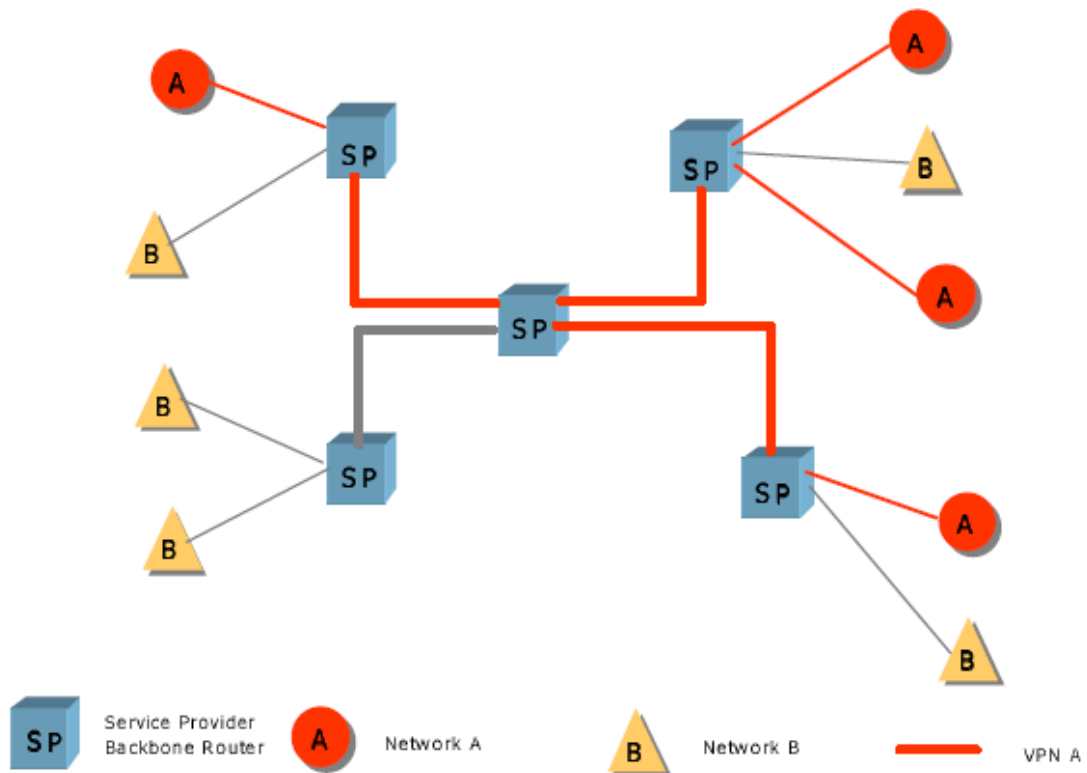 A
A
SP
SP
B
B
A
SP
B
SP
B
SP
A
B
SP
Service Provider
Backbone Router
A
Network A
B
Network B
VPN A